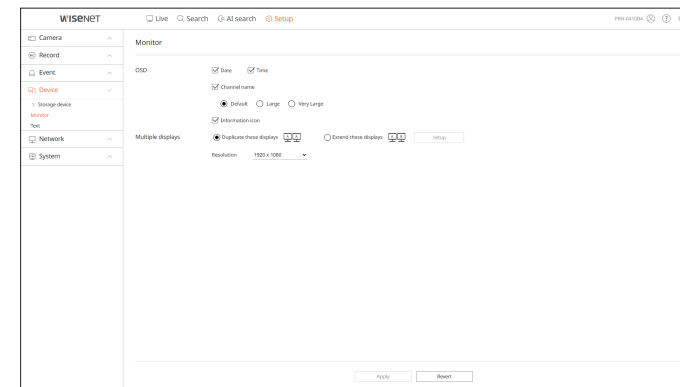 WISENET
Live Search AI search Setup
PRN-6410B4
Camera
Record
Event
Device
> Storage device
Monitor
Text
Network
System
Monitor
OSD Date Time
Channel name
Default Large Very Large
Information icon
Multiple displays Duplicate these displays Extend these displays Setup
Resolution 1920 x 1080
Apply Revert